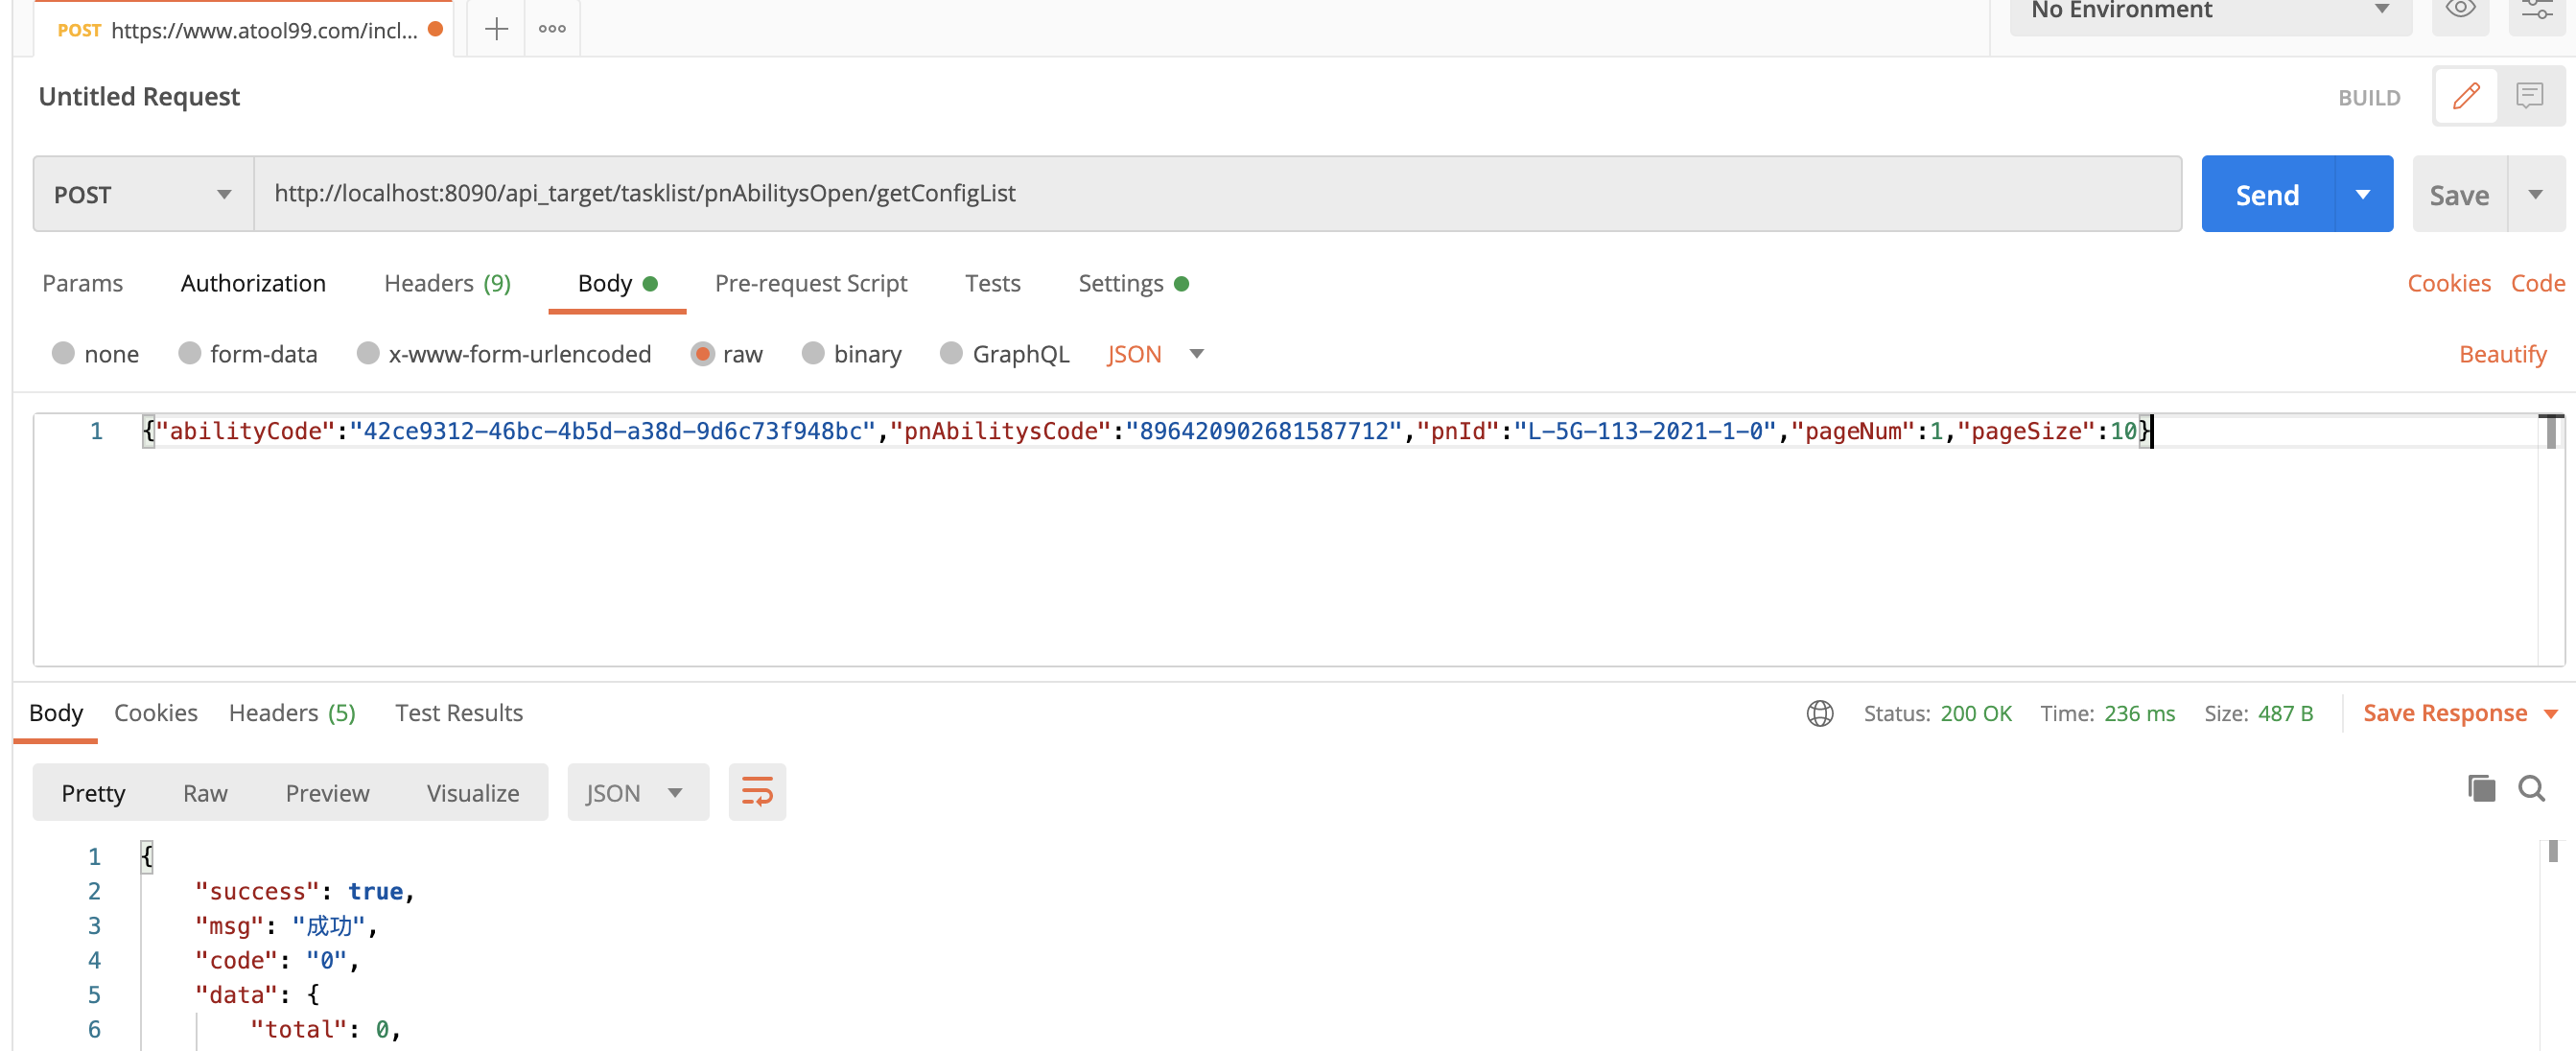 POST https://www.atool99.com/incl...
No Environment
Untitled Request
BUILD
POST http://localhost:8090/api_target/tasklist/pnAbilitysOpen/getConfigList Send Save
Params Authorization Headers (9) Body Pre-request Script Tests Settings Cookies Code
none form-data x-www-form-urlencoded raw binary GraphQL JSON Beautify
1 {"abilityCode":"42ce9312-46bc-4b5d-a38d-9d6c73f948bc","pnAbilitysCode":"896420902681587712","pnId":"L-5G-113-2021-1-0","pageNum":1,"pageSize":10}
Body Cookies Headers (5) Test Results Status: 200 OK Time: 236 ms Size: 487 B Save Response
Pretty Raw Preview Visualize JSON
1 {
2 "success": true,
3 "msg": "成功",
4 "code": "0",
5 "data": {
6 "total": 0,